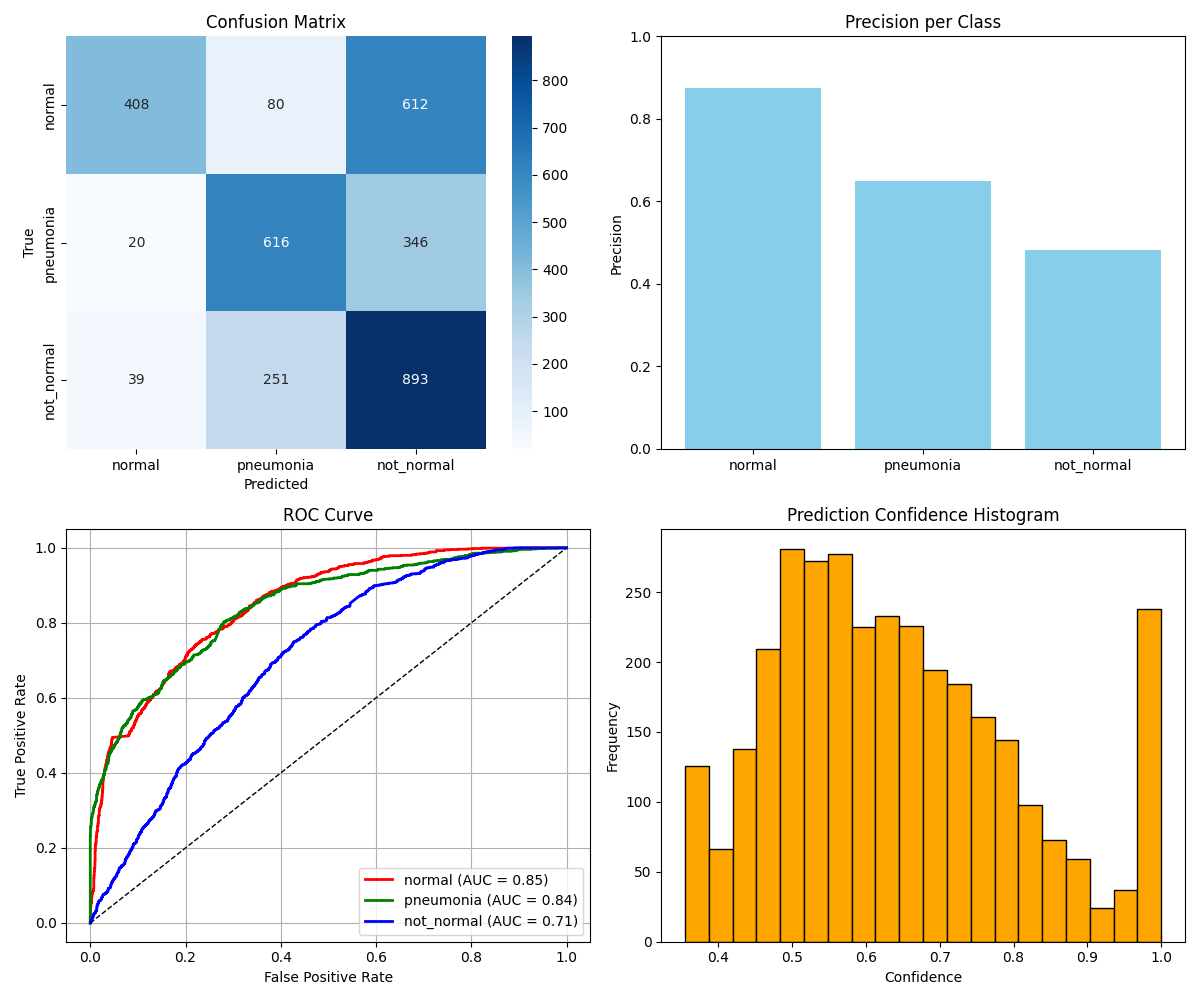 Confusion Matrix
normal
pneumonia
not_normal
True
408 80 612
20 616 346
39 251 893
normal pneumonia not_normal
Predicted
800
700
600
500
400
300
200
100
Precision per Class
Precision
1.0
0.8
0.6
0.4
0.2
0.0
normal pneumonia not_normal
ROC Curve
True Positive Rate
1.0
0.8
0.6
0.4
0.2
0.0
normal (AUC = 0.85)
pneumonia (AUC = 0.84)
not_normal (AUC = 0.71)
0.0 0.2 0.4 0.6 0.8 1.0
False Positive Rate
Prediction Confidence Histogram
Frequency
250
200
150
100
50
0
0.4 0.5 0.6 0.7 0.8 0.9 1.0
Confidence